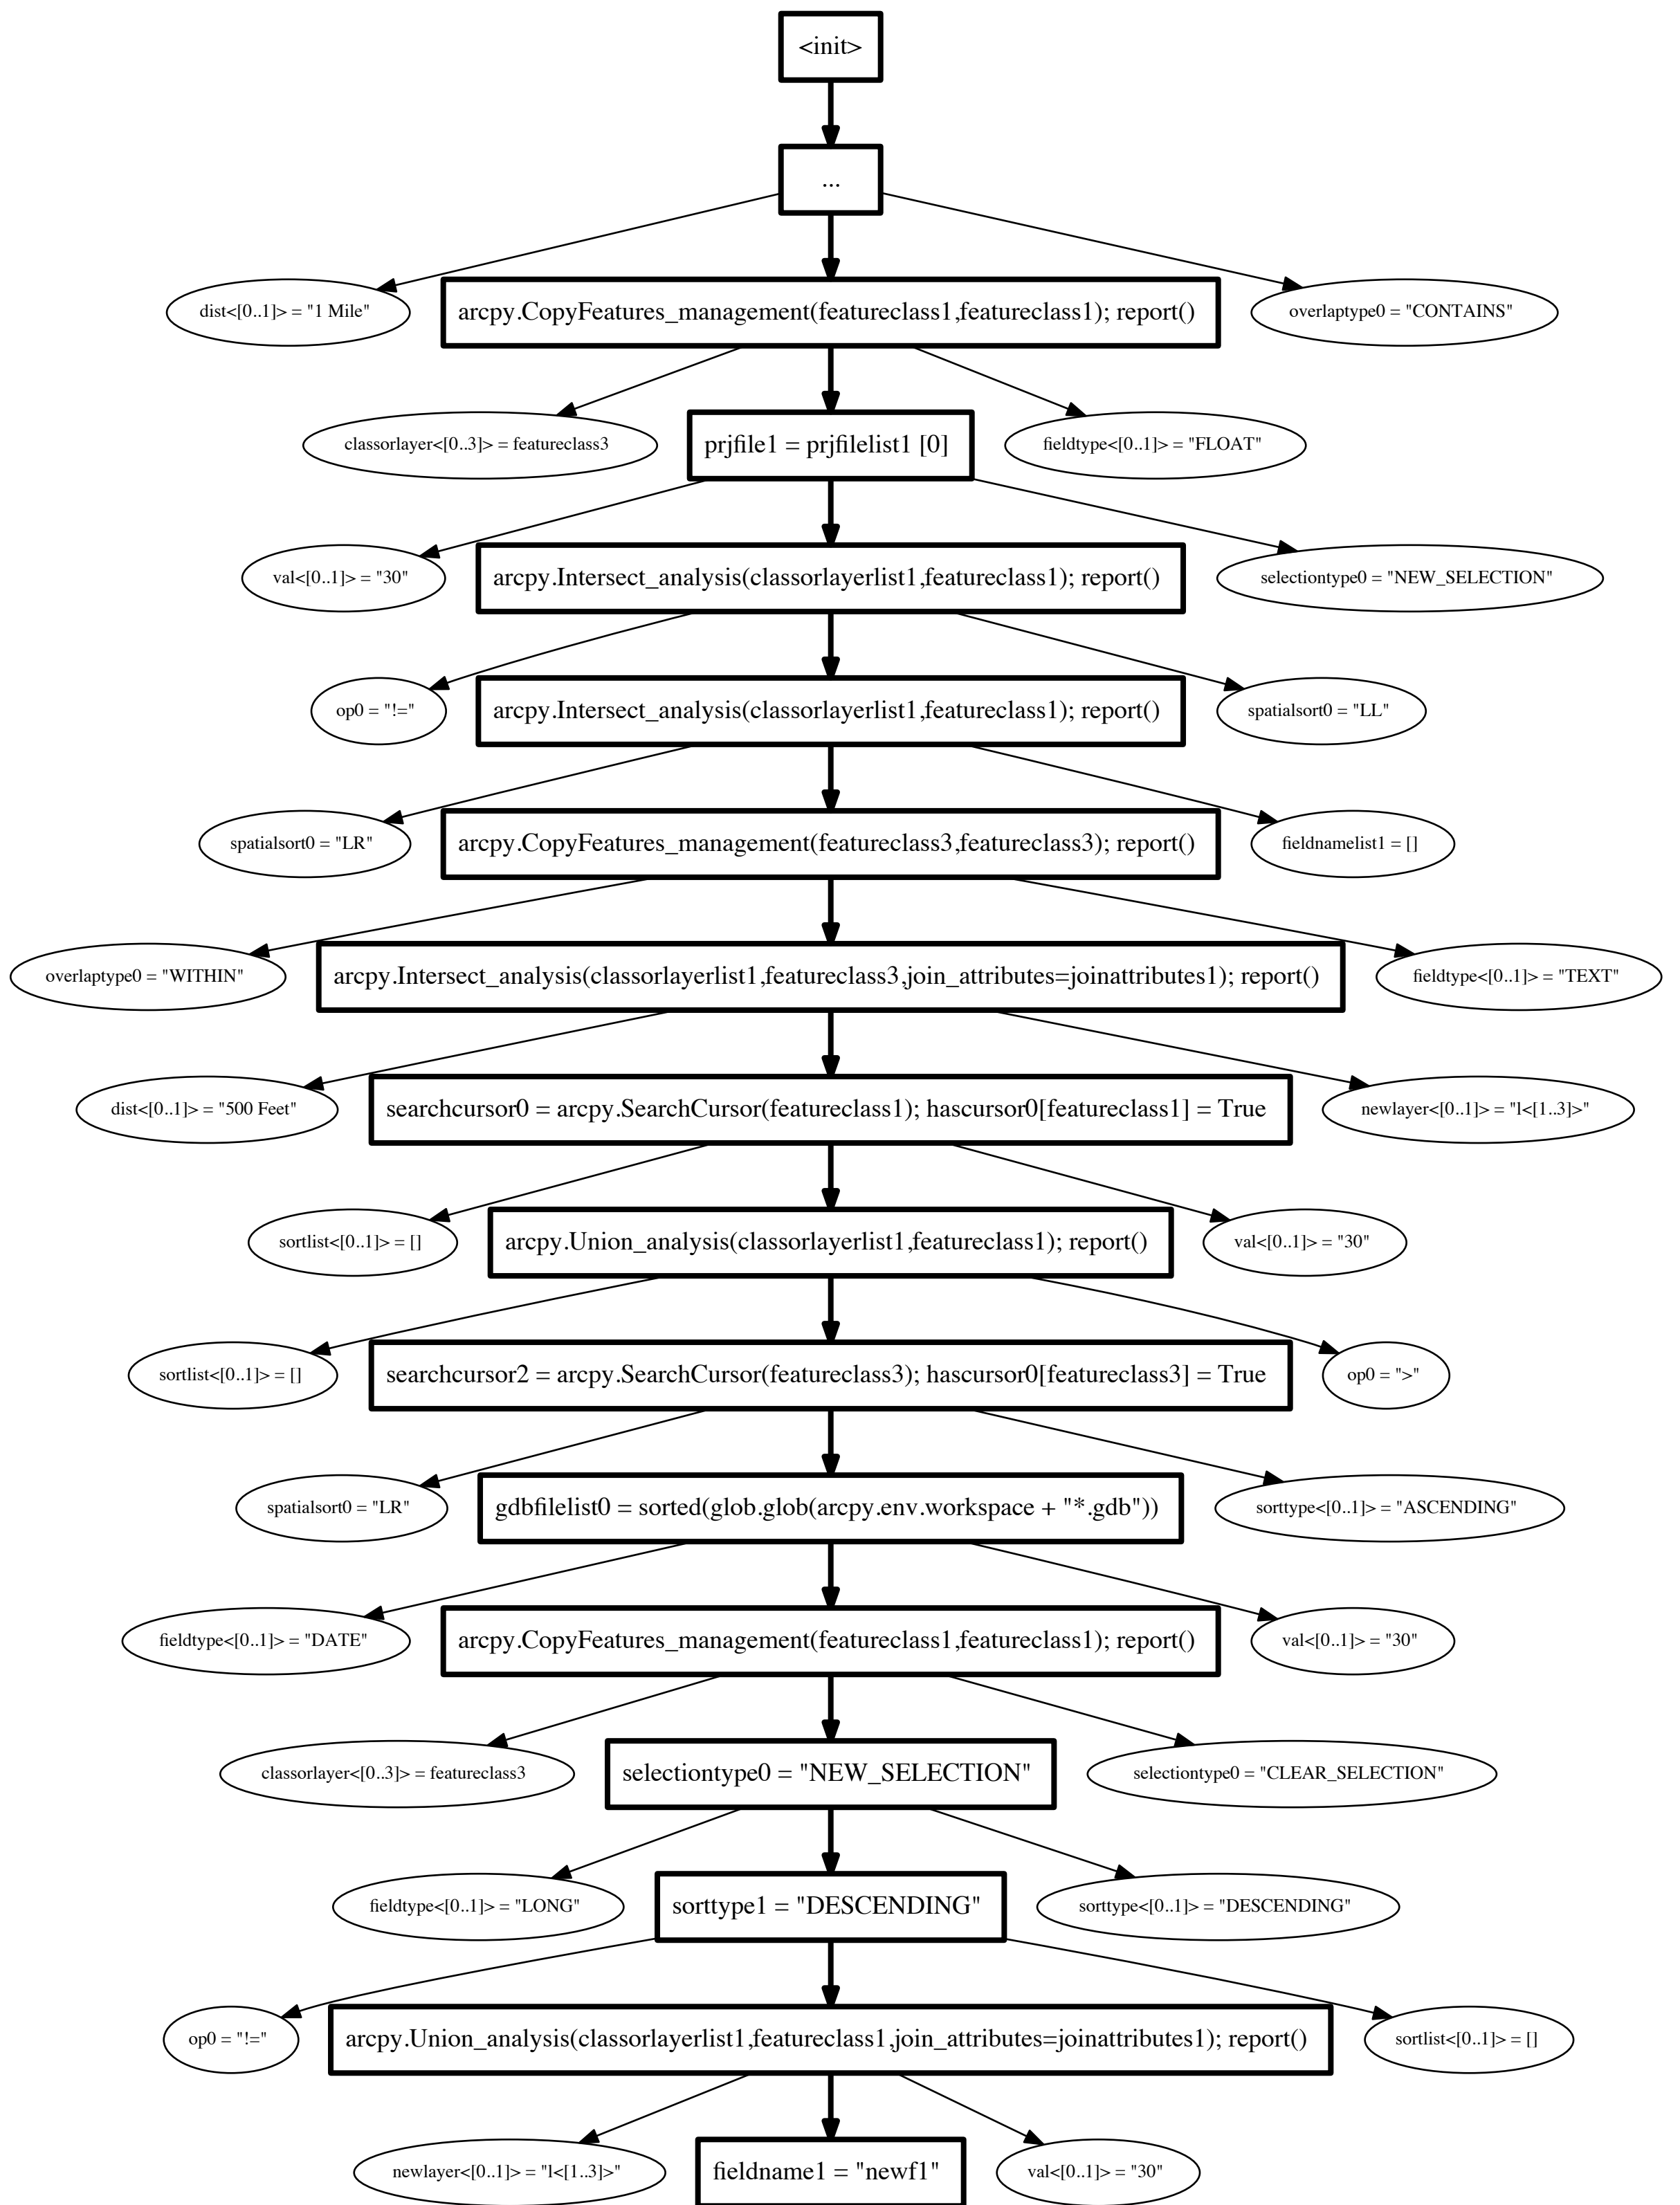 <init>
...
dist<[0..1]> = "1 Mile"
arcpy.CopyFeatures_management(featureclass1,featureclass1); report()
overlaptype0 = "CONTAINS"
classorlayer<[0..3]> = featureclass3
prjfile1 = prjfilelist1 [0]
fieldtype<[0..1]> = "FLOAT"
val<[0..1]> = "30"
arcpy.Intersect_analysis(classorlayerlist1,featureclass1); report()
selectiontype0 = "NEW_SELECTION"
op0 = "!="
arcpy.Intersect_analysis(classorlayerlist1,featureclass1); report()
spatialsort0 = "LL"
spatialsort0 = "LR"
arcpy.CopyFeatures_management(featureclass3,featureclass3); report()
fieldnamelist1 = []
overlaptype0 = "WITHIN"
arcpy.Intersect_analysis(classorlayerlist1,featureclass3,join_attributes=joinattributes1); report()
fieldtype<[0..1]> = "TEXT"
dist<[0..1]> = "500 Feet"
searchcursor0 = arcpy.SearchCursor(featureclass1); hascursor0[featureclass1] = True
newlayer<[0..1]> = "l<[1..3]>"
sortlist<[0..1]> = []
arcpy.Union_analysis(classorlayerlist1,featureclass1); report()
val<[0..1]> = "30"
sortlist<[0..1]> = []
searchcursor2 = arcpy.SearchCursor(featureclass3); hascursor0[featureclass3] = True
op0 = ">"
spatialsort0 = "LR"
gdbfilelist0 = sorted(glob.glob(arcpy.env.workspace + "*.gdb"))
sorttype<[0..1]> = "ASCENDING"
fieldtype<[0..1]> = "DATE"
arcpy.CopyFeatures_management(featureclass1,featureclass1); report()
val<[0..1]> = "30"
classorlayer<[0..3]> = featureclass3
selectiontype0 = "NEW_SELECTION"
selectiontype0 = "CLEAR_SELECTION"
fieldtype<[0..1]> = "LONG"
sorttype1 = "DESCENDING"
sorttype<[0..1]> = "DESCENDING"
op0 = "!="
arcpy.Union_analysis(classorlayerlist1,featureclass1,join_attributes=joinattributes1); report()
sortlist<[0..1]> = []
newlayer<[0..1]> = "l<[1..3]>"
fieldname1 = "newf1"
val<[0..1]> = "30"